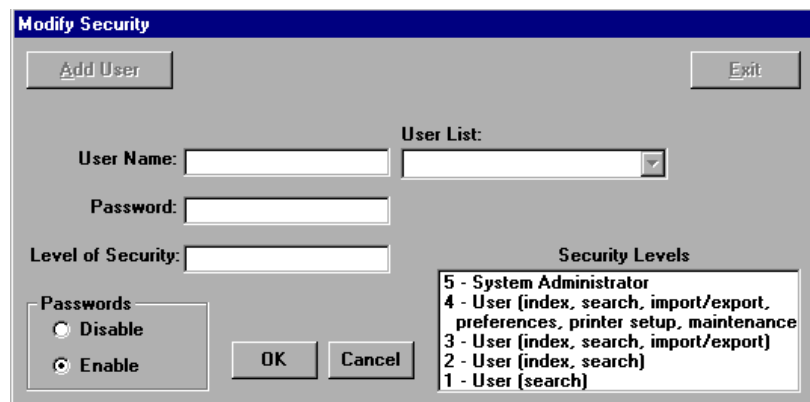 Modify Security
Add User
Exit
User List:
User Name:
Password:
Level of Security:
Security Levels
5 - System Administrator
4 - User (index, search, import/export,
preferences, printer setup, maintenance
3 - User (index, search, import/export)
2 - User (index, search)
1 - User (search)
Passwords
Disable
Enable
OK
Cancel